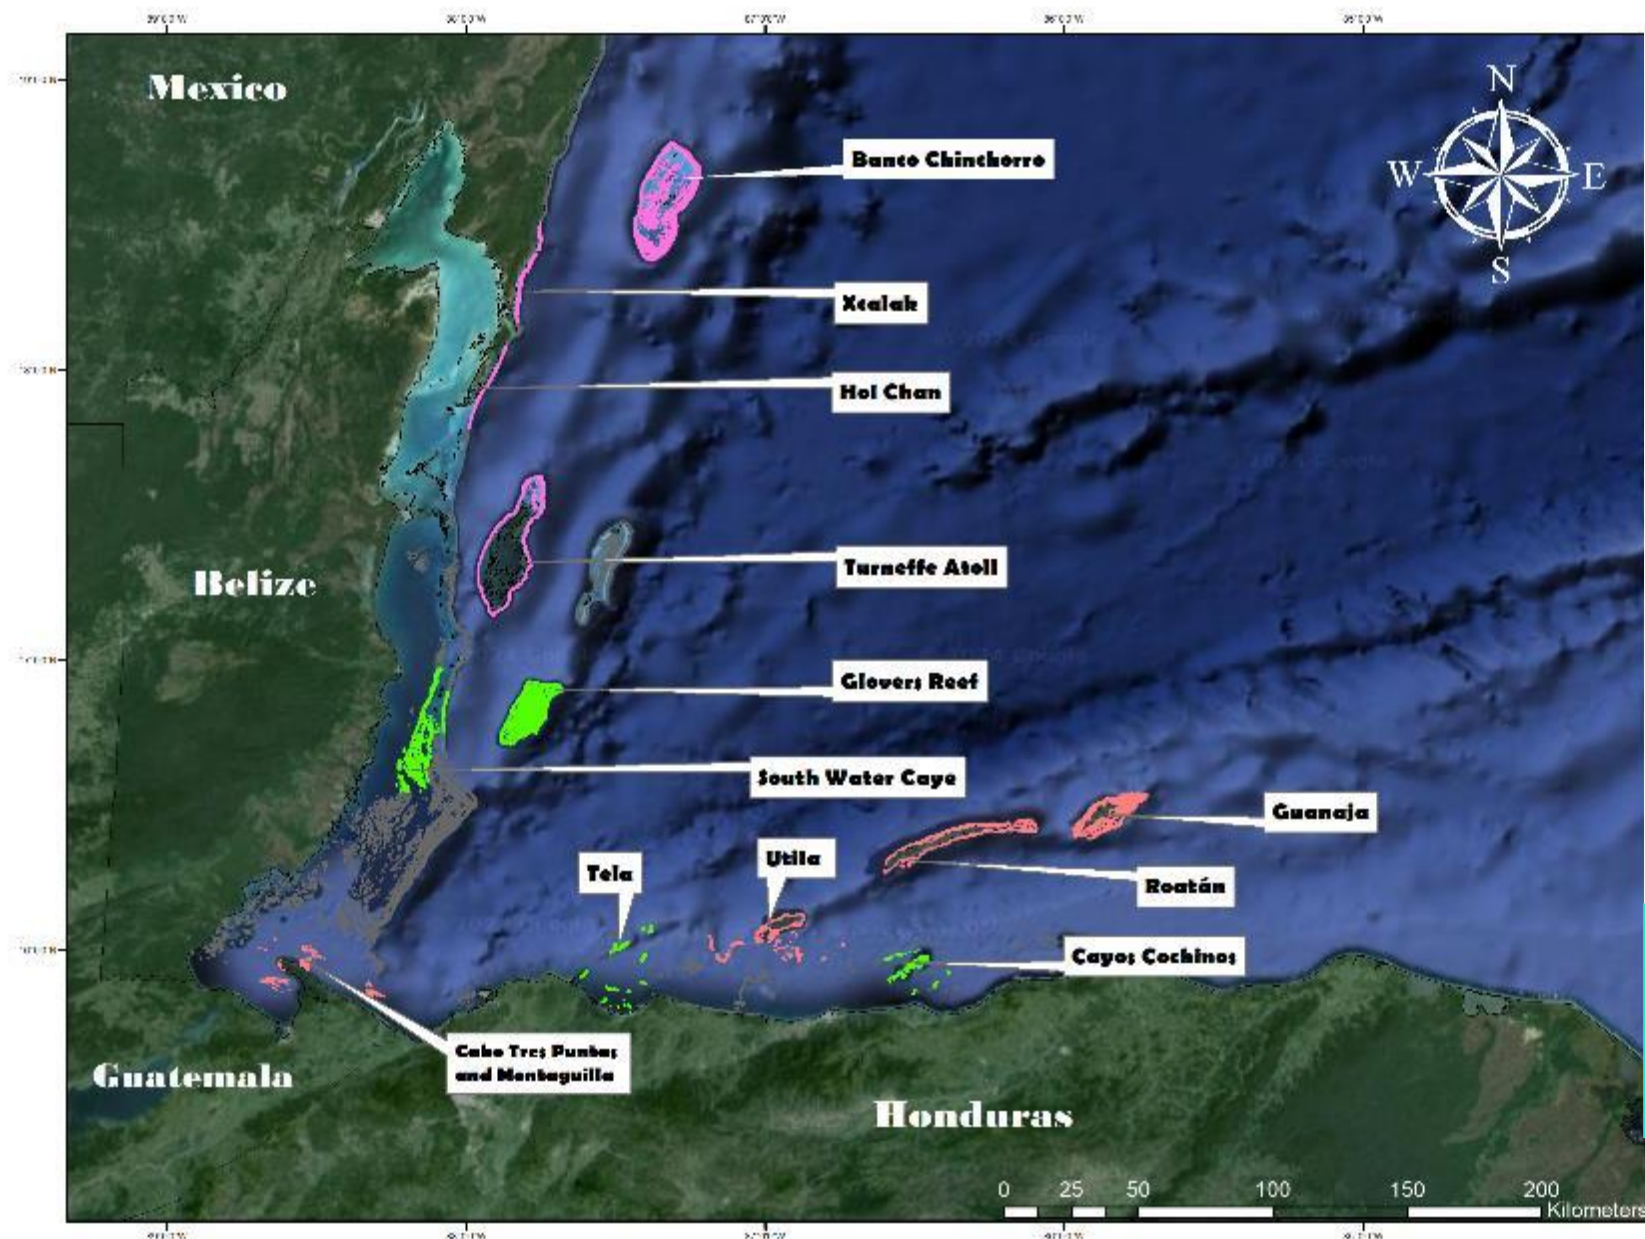 Mexico
N
W
E
S
Banco Chinchorro
Xcalak
Hol Chan
Turneffe Atoll
Belize
Glovers Reef
South Water Caye
Guanaja
Utila
Tela
Roatán
Cayos Cochinos
Cabo Tres Puntas
and Montaguilla
Guatemala
Honduras
0 25 50 100 150 200
Kilometers